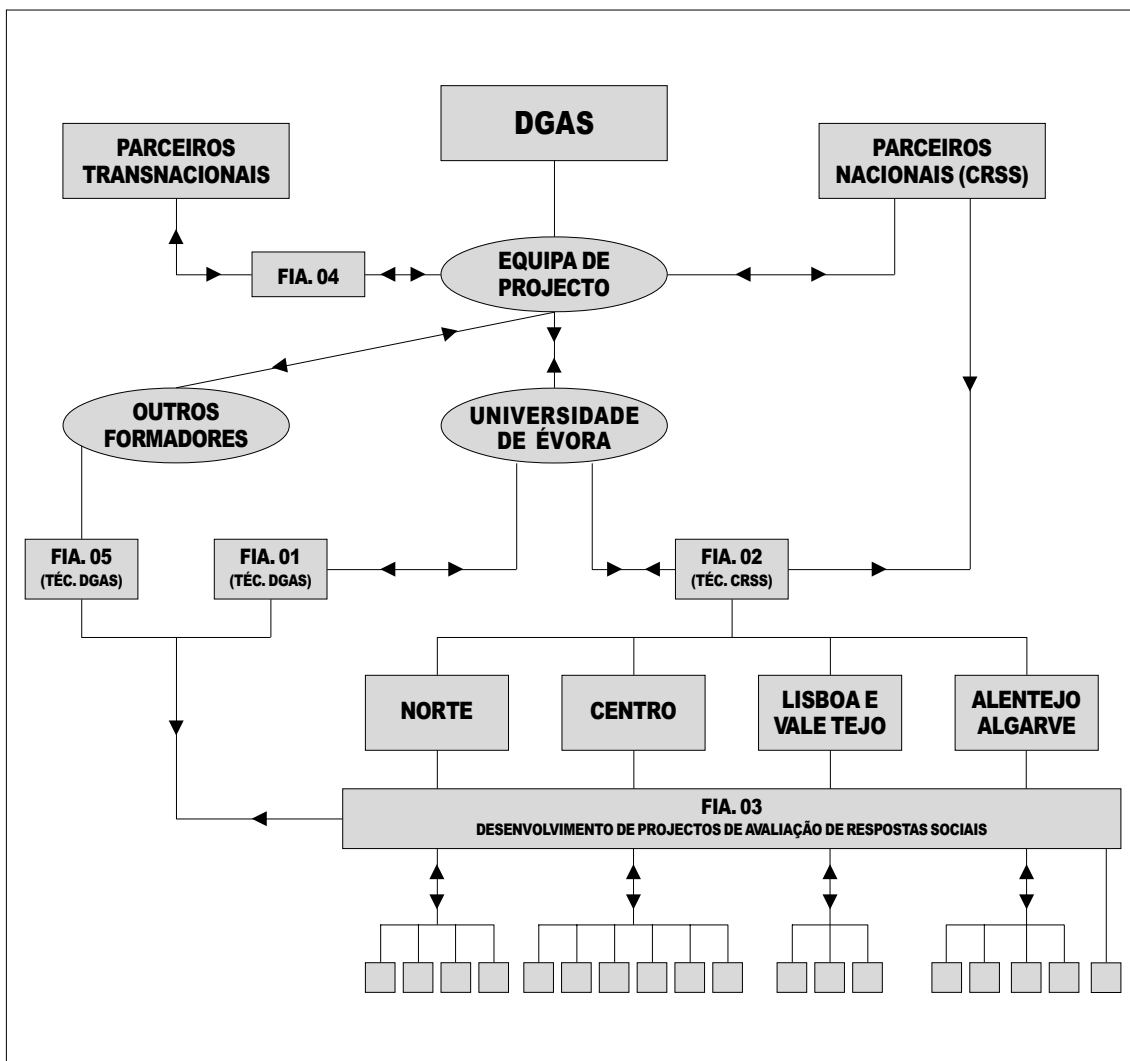 DGAS
PARCEIROS
TRANSNACIONAIS
PARCEIROS
NACIONAIS (CRSS)
EQUIPA DE
PROJECTO
FIA. 04
OUTROS
FORMADORES
UNIVERSIDADE
DE ÉVORA
FIA. 05
(TÉC. DGAS)
FIA. 01
(TÉC. DGAS)
FIA. 02
(TÉC. CRSS)
NORTE
CENTRO
LISBOA E
VALE TEJO
ALENTEJO
ALGARVE
FIA. 03
DESENVOLVIMENTO DE PROJECTOS DE AVALIAÇÃO DE RESPOSTAS SOCIAIS